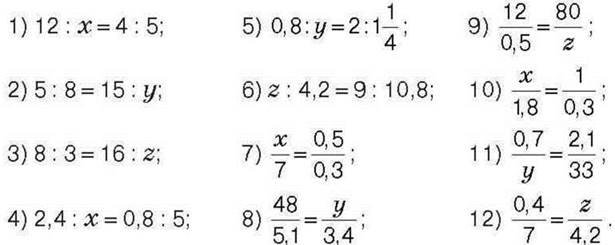 1) 12 : x = 4 : 5;
2) 5 : 8 = 15 : y;
3) 8 : 3 = 16 : z;
4) 2,4 : x = 0,8 : 5;
5) 0,8 : y = 2 : 1 1/4;
6) z : 4,2 = 9 : 10,8;
7) x/7 = 0,5/0,3;
8) 48/5,1 = y/3,4;
9) 12/0,5 = 80/z;
10) x/1,8 = 1/0,3;
11) 0,7/y = 2,1/33;
12) 0,4/7 = z/4,2.